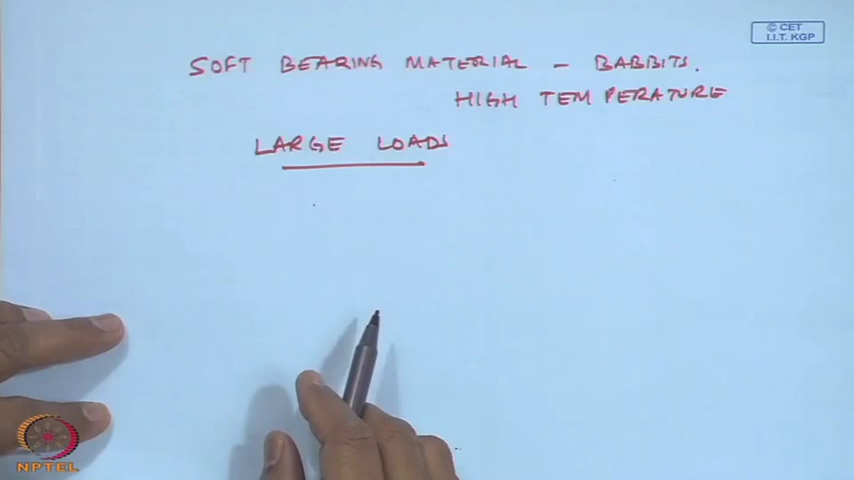 © CET
I.I.T. KGP
SOFT BEARING MATERIAL - BABBITS.
HIGH TEMPERATURE
LARGE LOADS
NPTEL